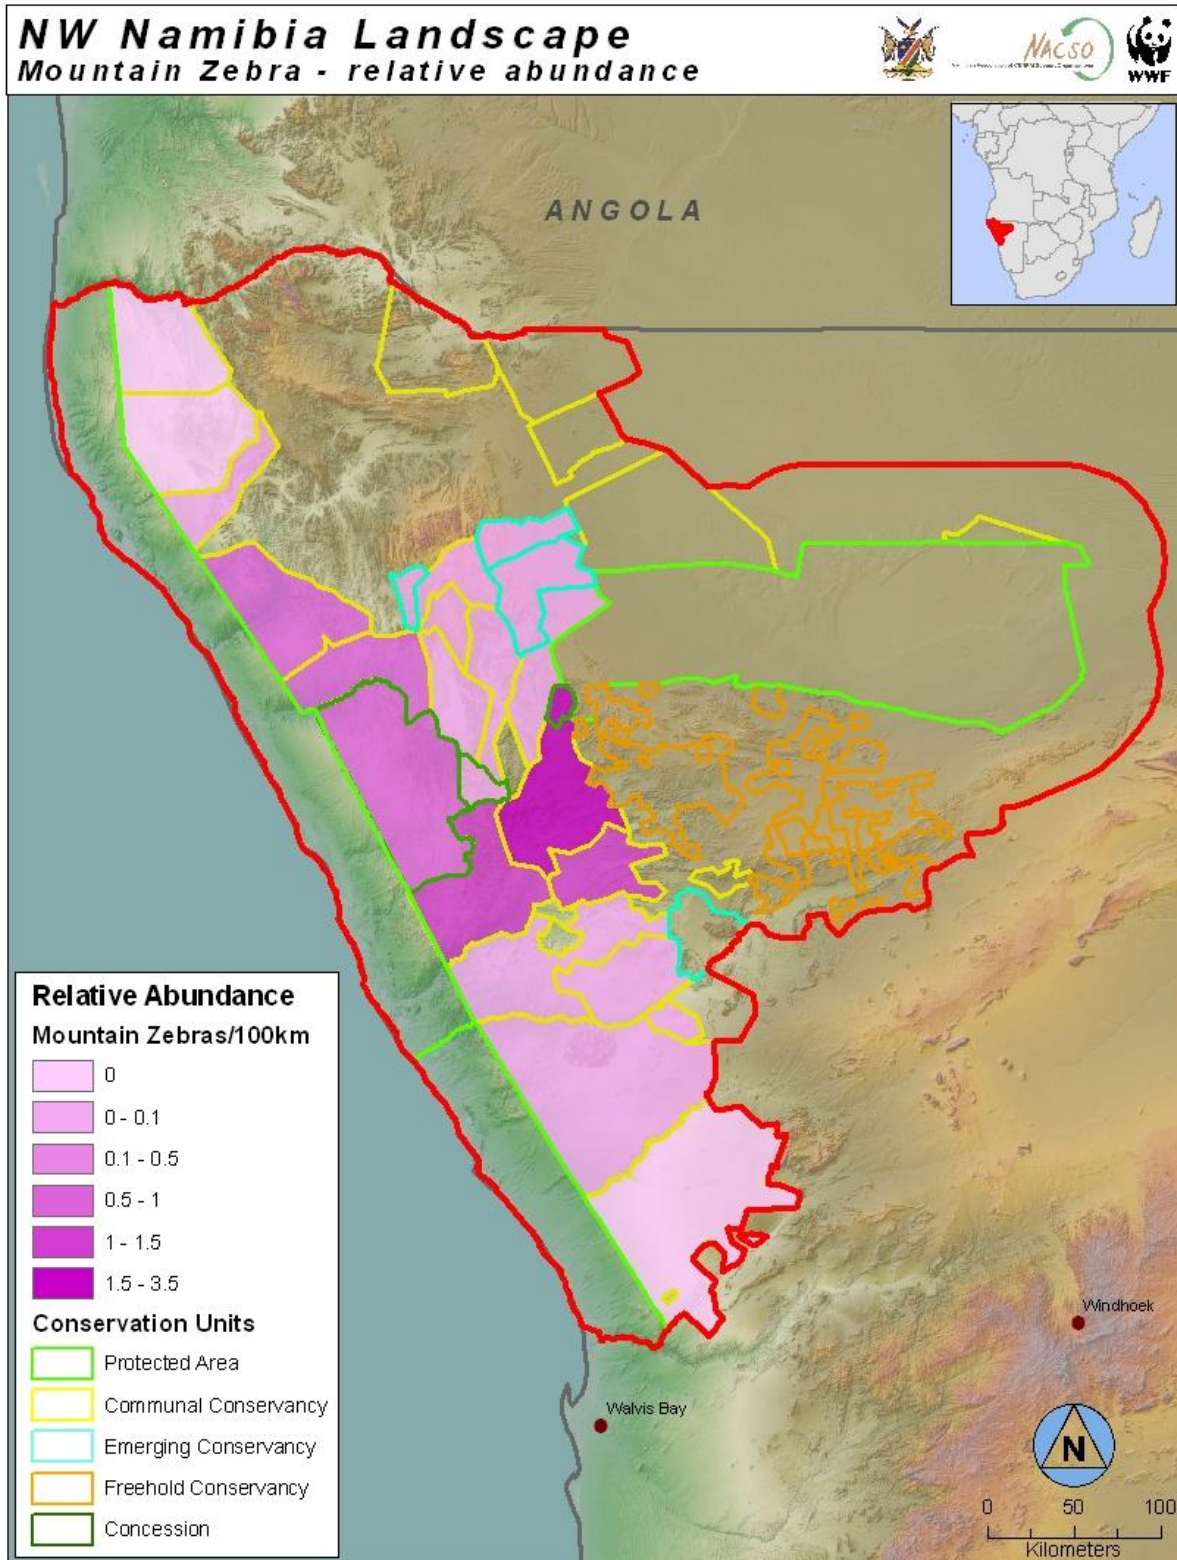 NW Namibia Landscape
Mountain Zebra - relative abundance
NACSO
WWF
ANGOLA
Relative Abundance
Mountain Zebras/100km
0
0 - 0.1
0.1 - 0.5
0.5 - 1
1 - 1.5
1.5 - 3.5
Conservation Units
Protected Area
Communal Conservancy
Emerging Conservancy
Freehold Conservancy
Concession
Windhoek
Walvis Bay
N
0 50 100
Kilometers